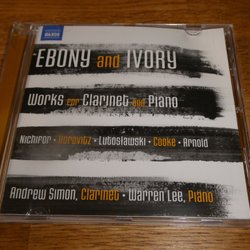 NAXOS
EBONY and IVORY
Works for Clarinet and Piano
Nichifor • Horovitz • Lutosławski • Cooke • Arnold
Andrew Simon, Clarinet • Warren Lee, Piano